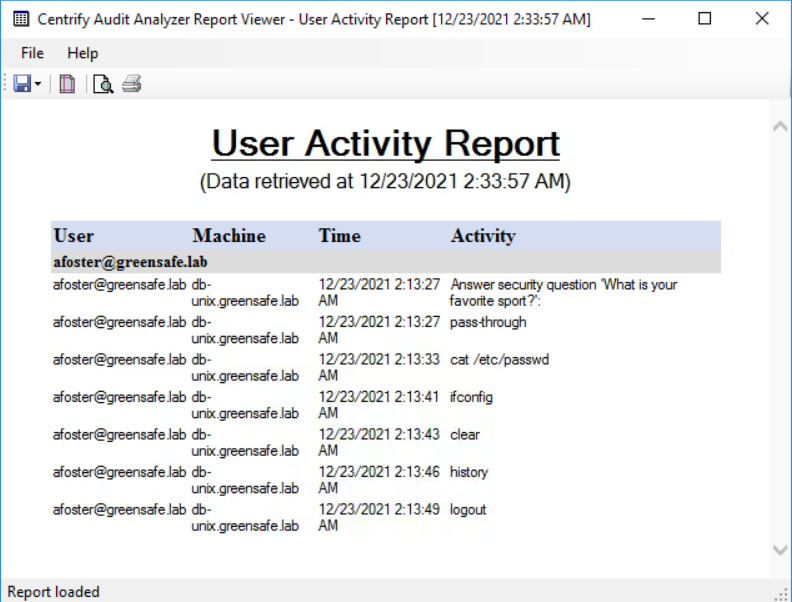 Centrify Audit Analyzer Report Viewer - User Activity Report [12/23/2021 2:33:57 AM]
File Help
User Activity Report
(Data retrieved at 12/23/2021 2:33:57 AM)
User Machine Time Activity
afoster@greensafe.lab
afoster@greensafe.lab db- 12/23/2021 2:13:27 Answer security question 'What is your
unix.greensafe.lab AM favorite sport?':
afoster@greensafe.lab db- 12/23/2021 2:13:27 pass-through
unix.greensafe.lab AM
afoster@greensafe.lab db- 12/23/2021 2:13:33 cat /etc/passwd
unix.greensafe.lab AM
afoster@greensafe.lab db- 12/23/2021 2:13:41 ifconfig
unix.greensafe.lab AM
afoster@greensafe.lab db- 12/23/2021 2:13:43 clear
unix.greensafe.lab AM
afoster@greensafe.lab db- 12/23/2021 2:13:46 history
unix.greensafe.lab AM
afoster@greensafe.lab db- 12/23/2021 2:13:49 logout
unix.greensafe.lab AM
Report loaded